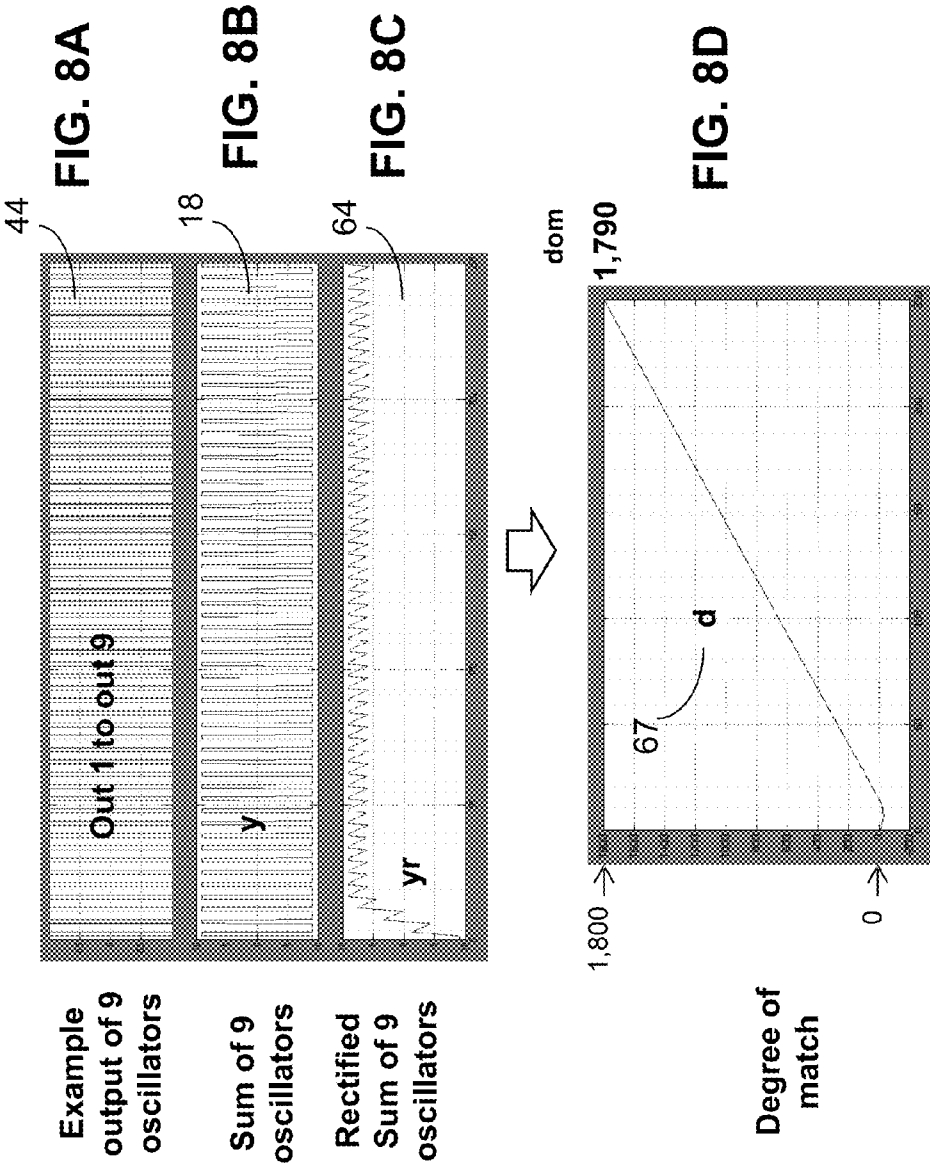 Example
output of 9
oscillators
Out 1 to out 9
44
FIG. 8A
Sum of 9
oscillators
y
18
FIG. 8B
Rectified
Sum of 9
oscillators
yr
64
FIG. 8C
Degree of
match
1,800
0
67
d
dom
1,790
FIG. 8D